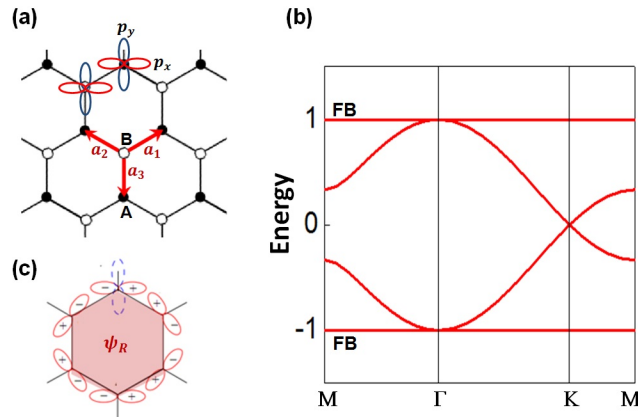 (a)
p_y
p_x
B
a_2
a_1
a_3
A
(c)
− +
− +
+ −
+ −
− +
+ −
ψ_R
(b)
Energy
1
0
-1
FB
FB
M Γ K M